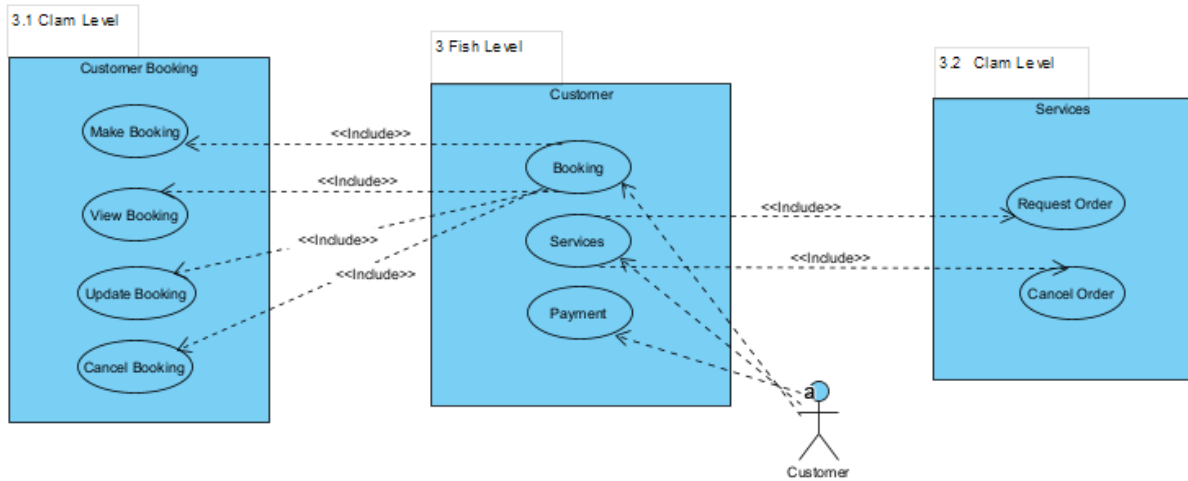 3.1 Clam Level
Customer Booking
Make Booking
View Booking
Update Booking
Cancel Booking
<<Include>>
<<Include>>
<<Include>>
<<Include>>
3 Fish Level
Customer
Booking
Services
Payment
<<Include>>
<<Include>>
3.2 Clam Level
Services
Request Order
Cancel Order
a
Customer